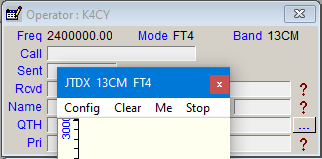 Operator : K4CY
Freq 2400000.00 Mode FT4 Band 13CM
Call
Sent
JTDX 13CM FT4 x
Rcvd ?
Config Clear Me Stop
Name ?
3000
QTH ...
Pri ?